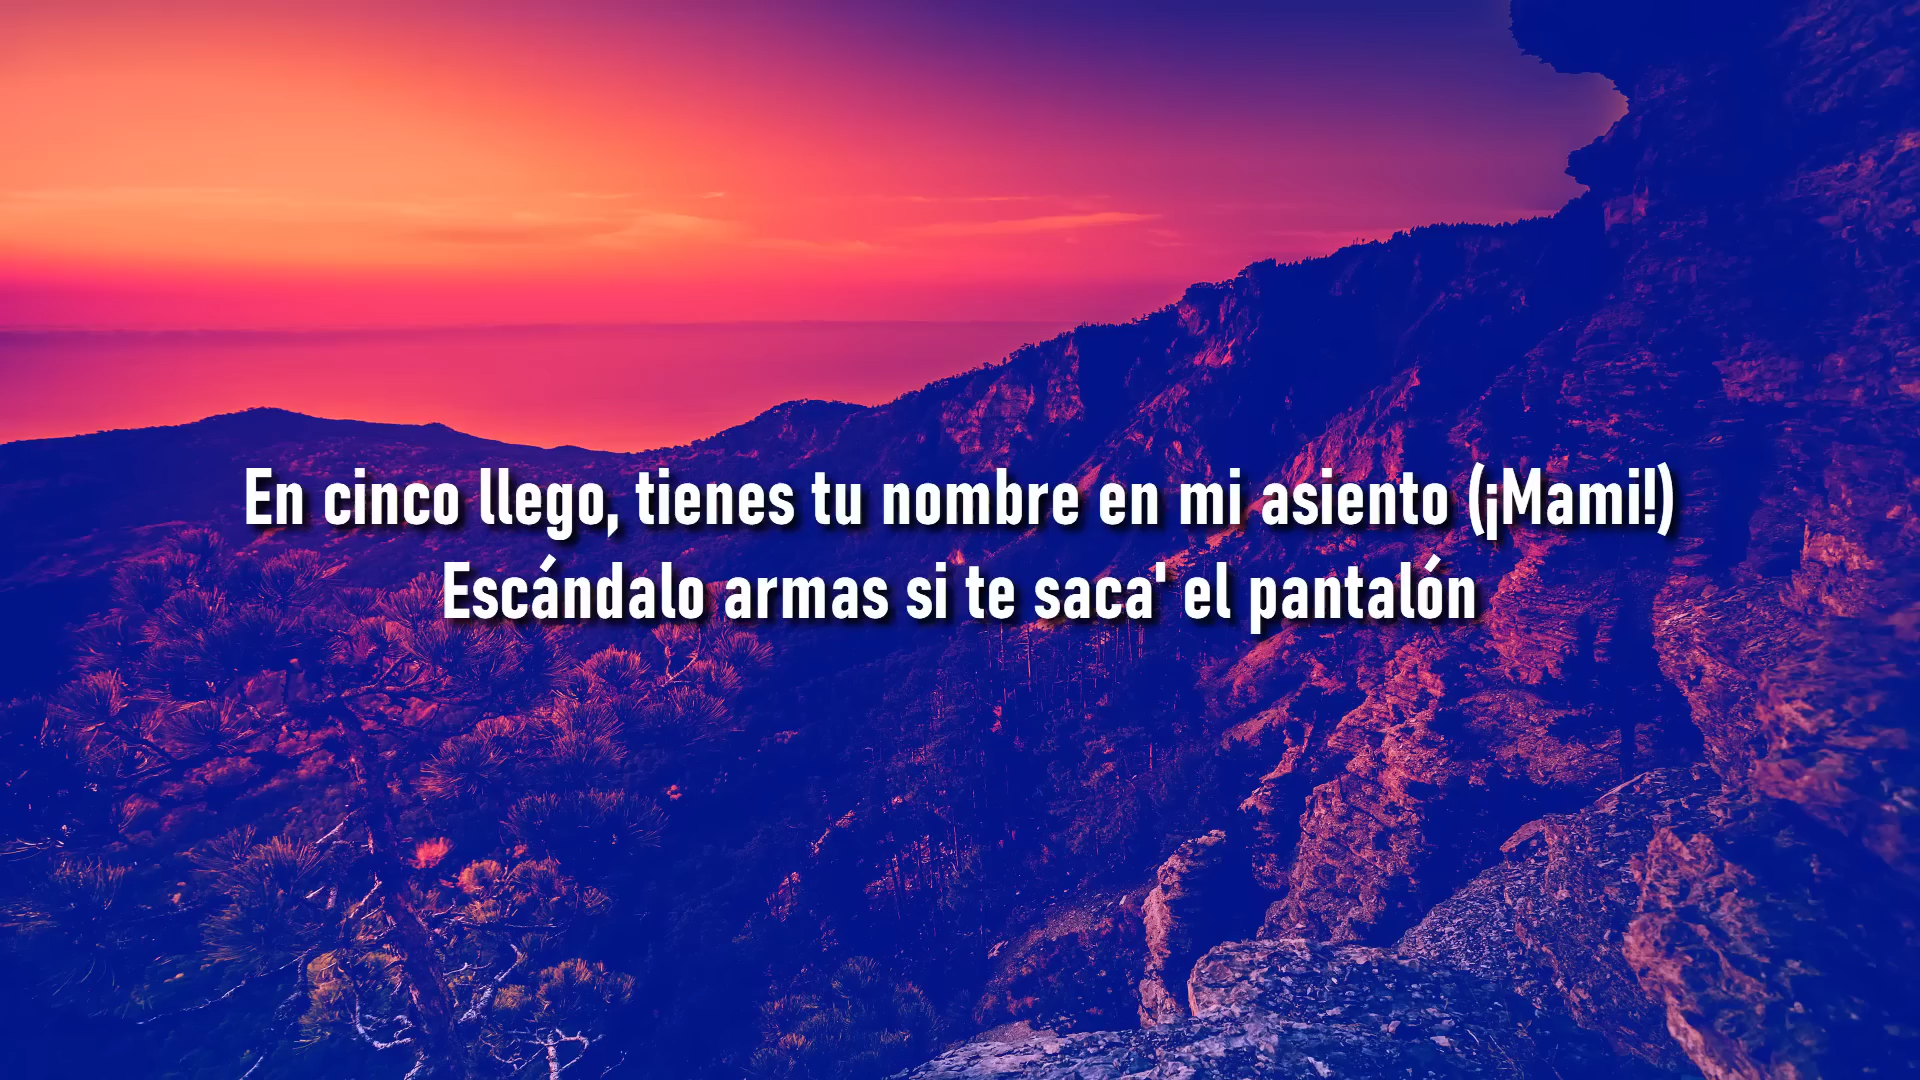 En cinco llego, tienes tu nombre en mi asiento (¡Mami!)
Escándalo armas si te saca' el pantalón